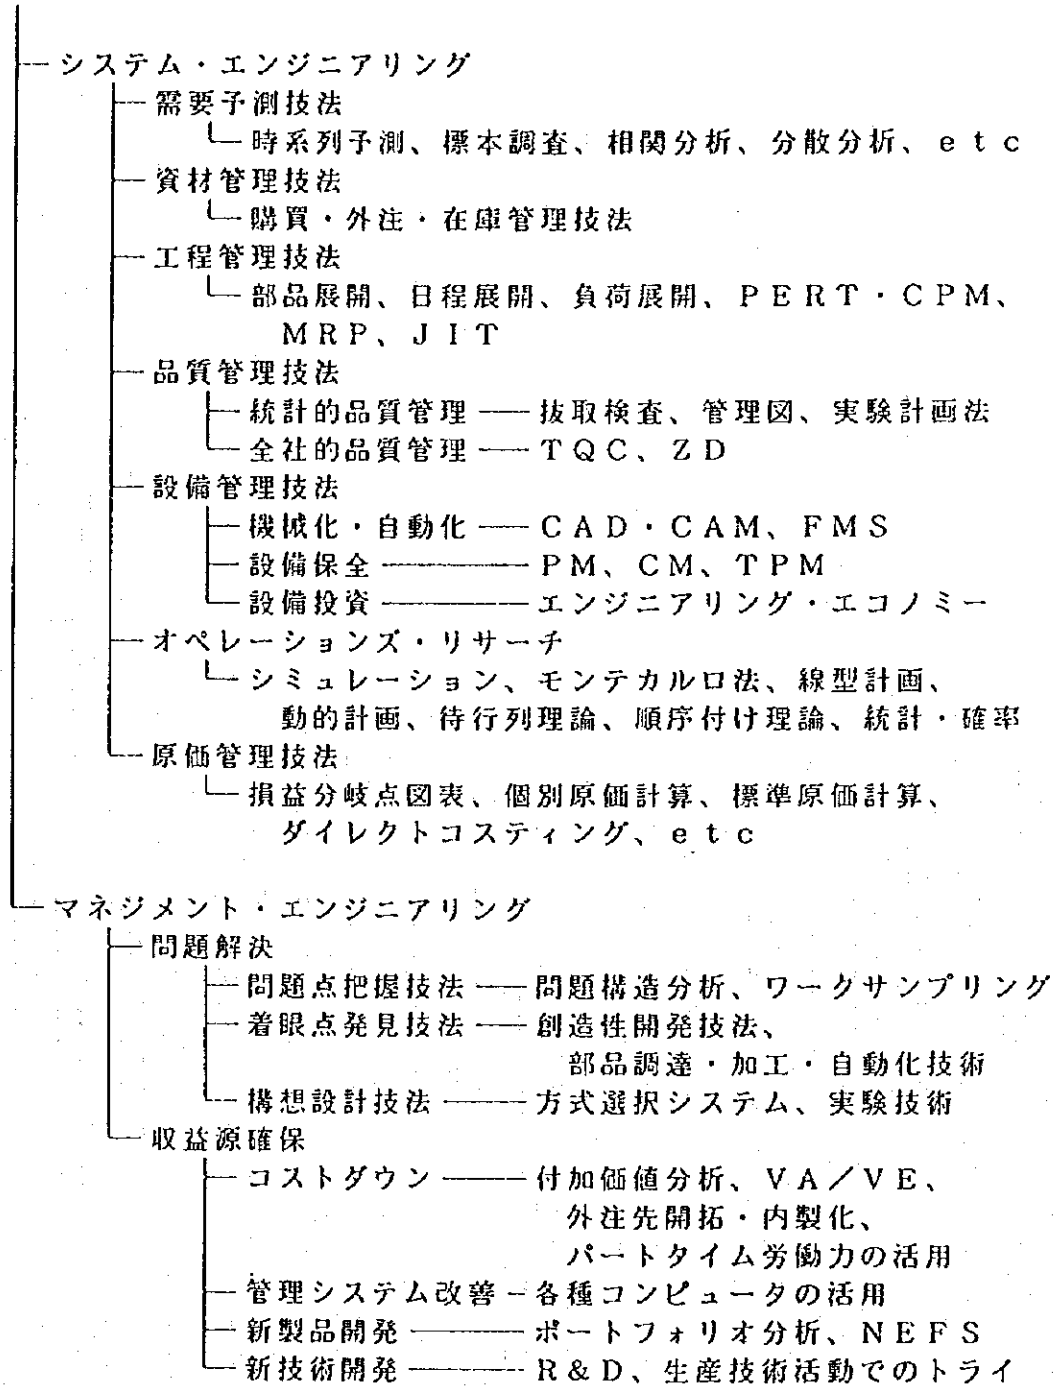 システム・エンジニアリング
需要予測技法
時系列予測、標本調査、相関分析、分散分析、etc
資材管理技法
購買・外注・在庫管理技法
工程管理技法
部品展開、日程展開、負荷展開、PERT・CPM、
MRP、JIT
品質管理技法
統計的品質管理 ── 抜取検査、管理図、実験計画法
全社的品質管理 ── TQC、ZD
設備管理技法
機械化・自動化 ── CAD・CAM、FMS
設備保全 ───── PM、CM、TPM
設備投資 ───── エンジニアリング・エコノミー
オペレーションズ・リサーチ
シミュレーション、モンテカルロ法、線型計画、
動的計画、待行列理論、順序付け理論、統計・確率
原価管理技法
損益分岐点図表、個別原価計算、標準原価計算、
ダイレクトコスティング、etc
マネジメント・エンジニアリング
問題解決
問題点把握技法 ── 問題構造分析、ワークサンプリング
着眼点発見技法 ── 創造性開発技法、
部品調達・加工・自動化技術
構想設計技法 ─── 方式選択システム、実験技術
収益源確保
コストダウン ─── 付加価値分析、VA/VE、
外注先開拓・内製化、
パートタイム労働力の活用
管理システム改善 - 各種コンピュータの活用
新製品開発 ──── ポートフォリオ分析、NEFS
新技術開発 ──── R&D、生産技術活動でのトライ